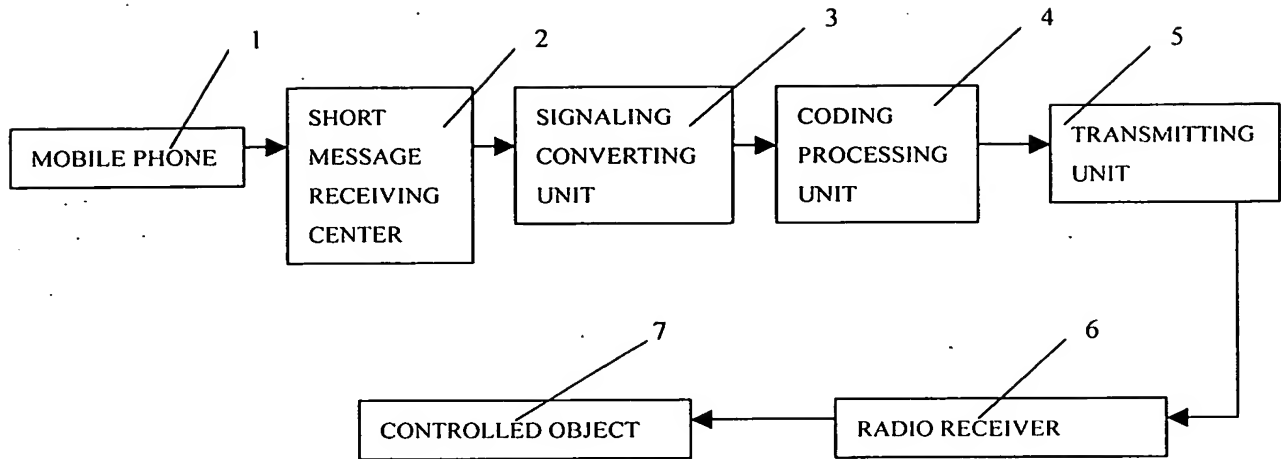 1
2
3
4
5
MOBILE PHONE
SHORT
MESSAGE
RECEIVING
CENTER
SIGNALING
CONVERTING
UNIT
CODING
PROCESSING
UNIT
TRANSMITTING
UNIT
7
6
CONTROLLED OBJECT
RADIO RECEIVER